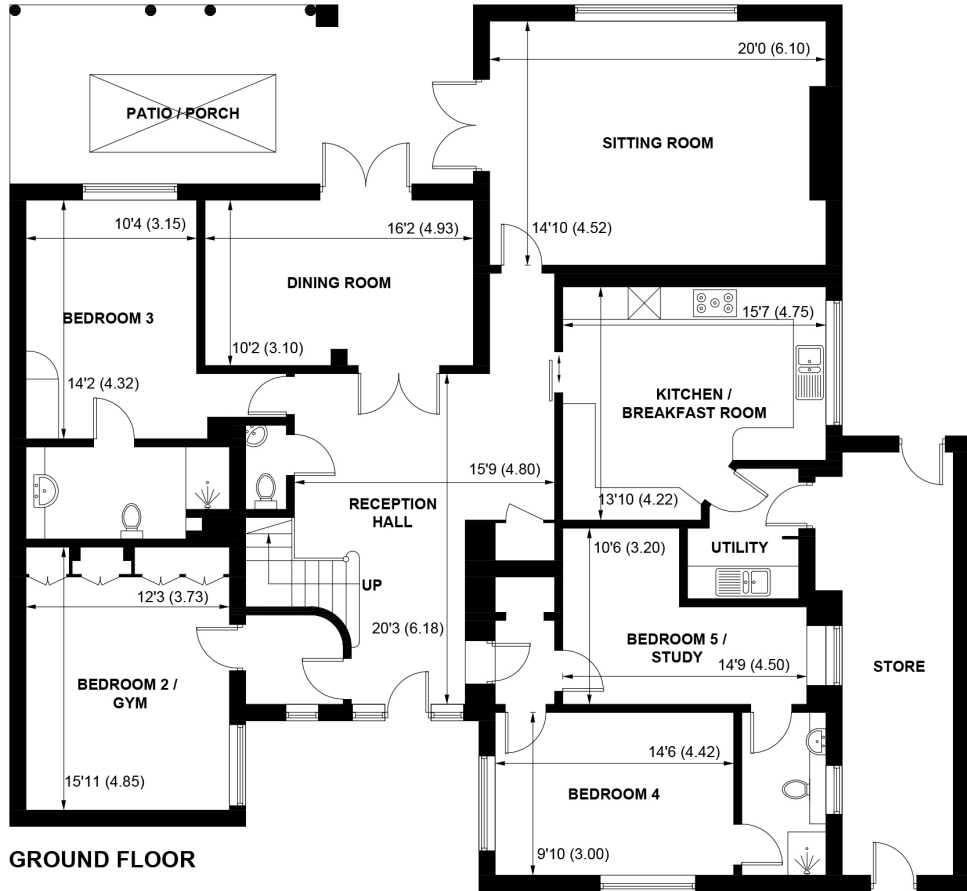 20'0 (6.10)
PATIO / PORCH
SITTING ROOM
10'4 (3.15)
16'2 (4.93)
14'10 (4.52)
DINING ROOM
BEDROOM 3
15'7 (4.75)
10'2 (3.10)
14'2 (4.32)
KITCHEN /
BREAKFAST ROOM
15'9 (4.80)
13'10 (4.22)
RECEPTION
HALL
10'6 (3.20)
UTILITY
UP
12'3 (3.73)
20'3 (6.18)
BEDROOM 5 /
STUDY
14'9 (4.50)
STORE
BEDROOM 2 /
GYM
14'6 (4.42)
15'11 (4.85)
BEDROOM 4
9'10 (3.00)
GROUND FLOOR